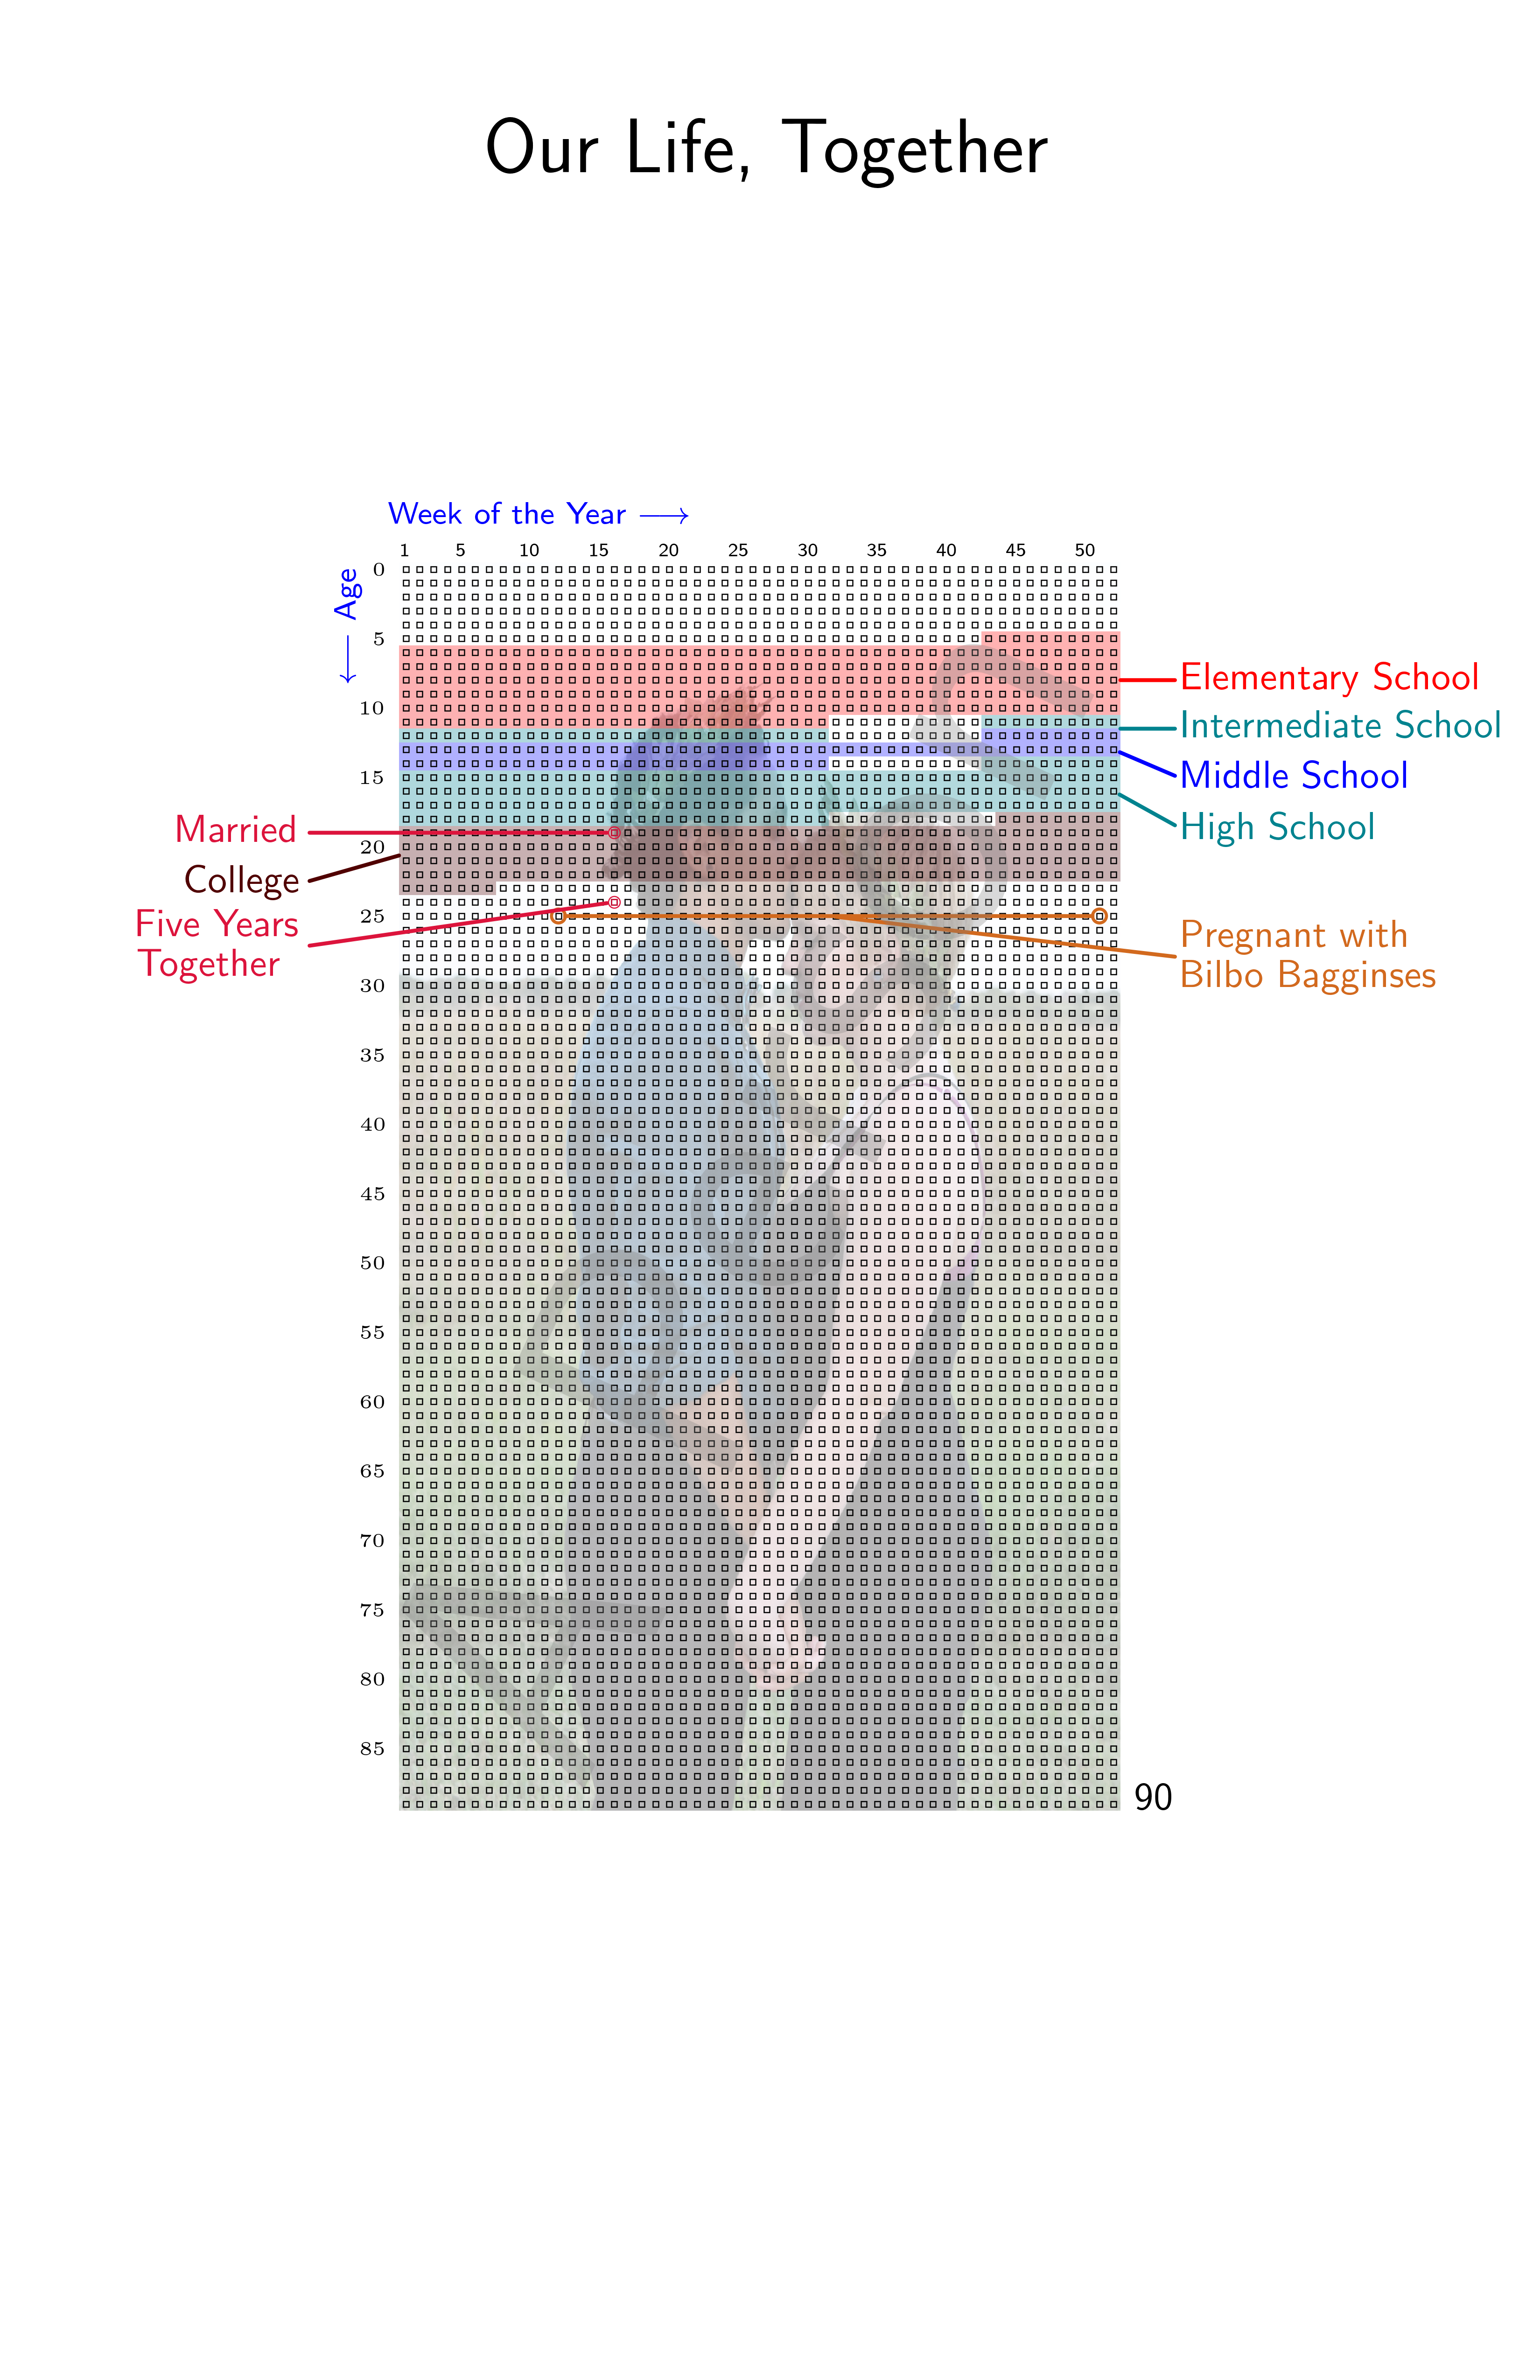 Our Life, Together
Week of the Year ⟶
1 5 10 15 20 25 30 35 40 45 50
⟵ Age
0
5
10
15
20
25
30
35
40
45
50
55
60
65
70
75
80
85
90
Elementary School
Intermediate School
Middle School
High School
Married
College
Five Years
Together
Pregnant with
Bilbo Bagginses